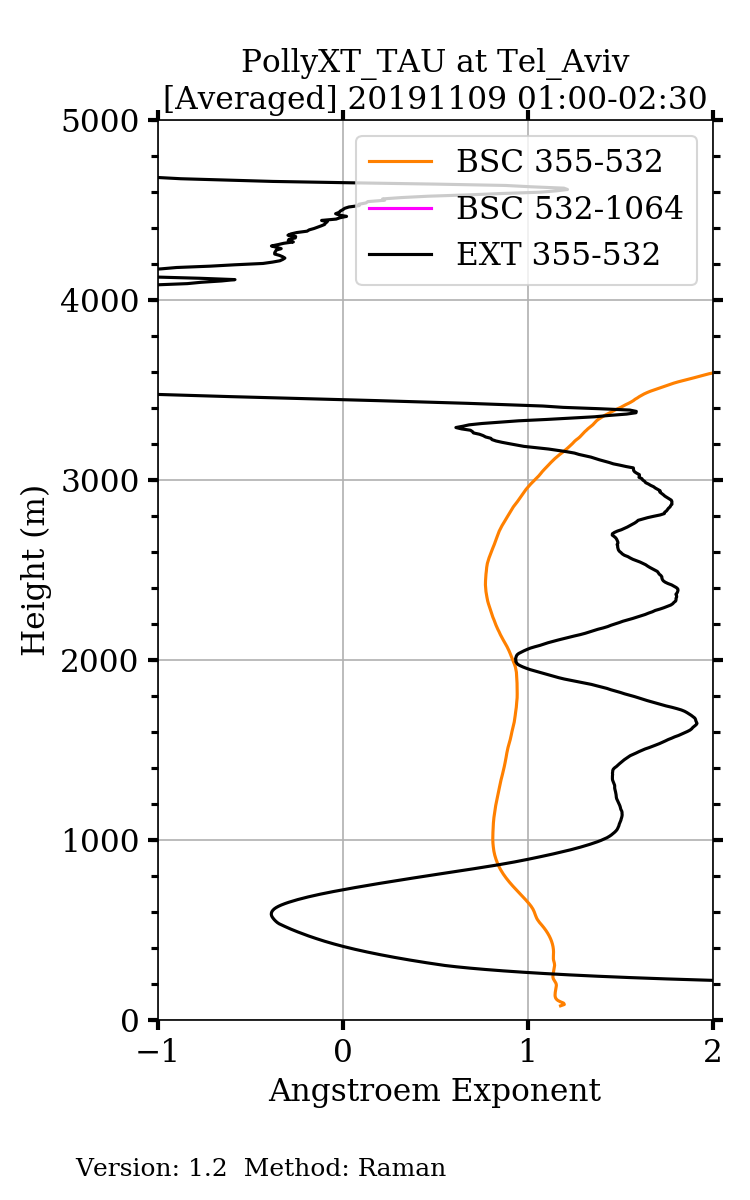 PollyXT_TAU at Tel_Aviv
[Averaged] 20191109 01:00-02:30
5000
4000
3000
2000
1000
0
Height (m)
BSC 355-532
BSC 532-1064
EXT 355-532
−1 0 1 2
Angstroem Exponent
Version: 1.2 Method: Raman